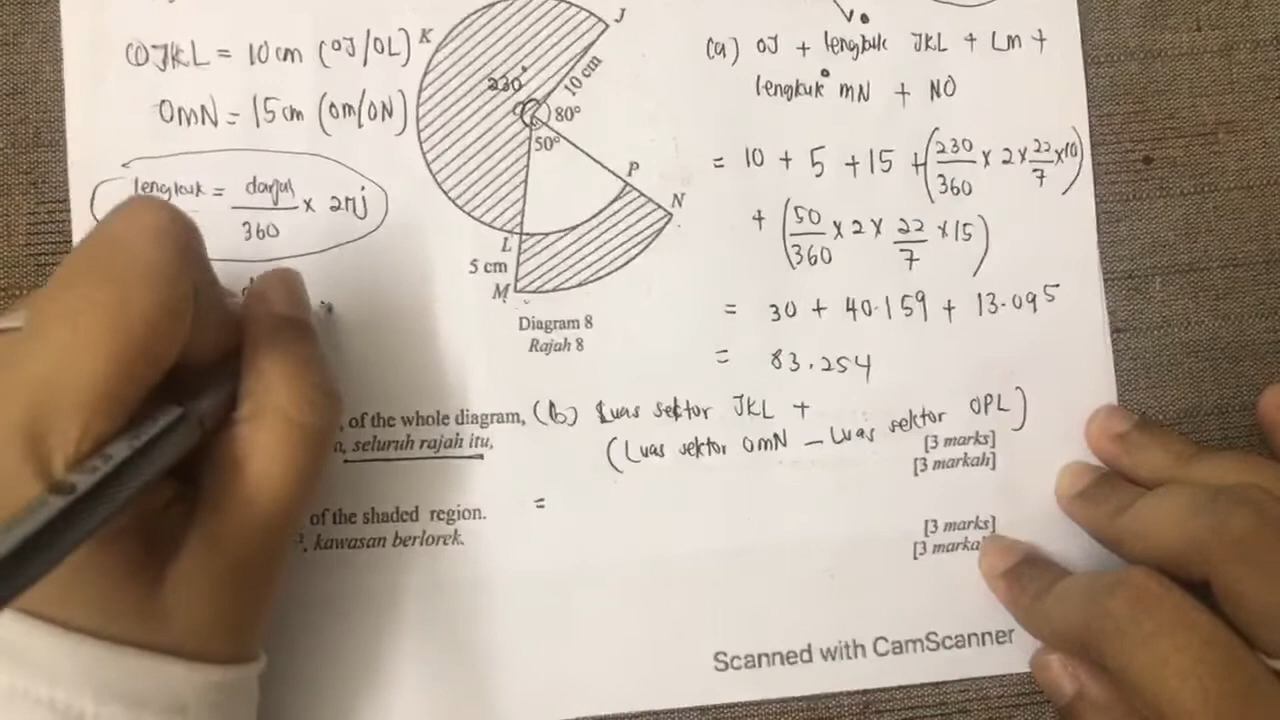 JKL = 10 cm (OJ/OL)
OMN = 15 cm (OM/ON)
lengkuk = darjah/360 × 2πj
K
J
230°
10 cm
80°
50°
P
N
L
5 cm
M
Diagram 8
Rajah 8
(a) OJ + lengkuk JKL + LM +
lengkuk MN + NO
= 10 + 5 + 15 + (230/360 × 2 × 22/7 × 10)
+ (50/360 × 2 × 22/7 × 15)
= 30 + 40.159 + 13.095
= 83.254
, of the whole diagram,
seluruh rajah itu,
(b) Luas sektor JKL +
(Luas sektor OMN – Luas sektor OPL)
[3 marks]
[3 markah]
=
of the shaded region.
kawasan berlorek.
[3 marks]
Scanned with CamScanner